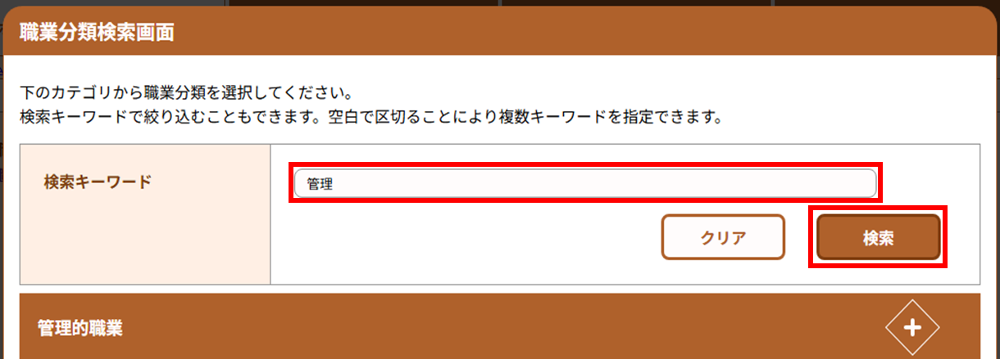 職業分類検索画面
下のカテゴリから職業分類を選択してください。
検索キーワードで絞り込むこともできます。空白で区切ることにより複数キーワードを指定できます。
検索キーワード
管理
クリア
検索
管理的職業